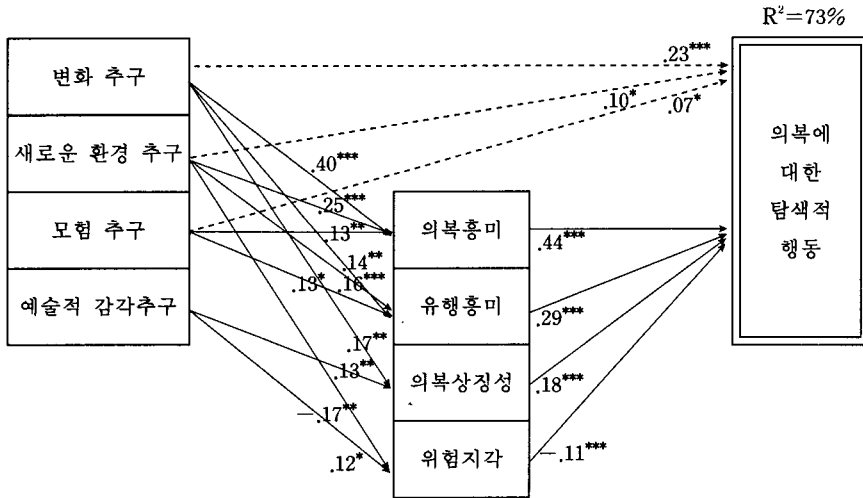 R²=73%
변화 추구
새로운 환경 추구
모험 추구
예술적 감각추구
의복흥미
유행흥미
의복상징성
위험지각
의복에
대한
탐색적
행동
.23***
.10*
.07*
.40***
.25***
.13**
.14**
.13*
.16***
.17**
.13**
−.17**
.12*
.44***
.29***
.18***
−.11***